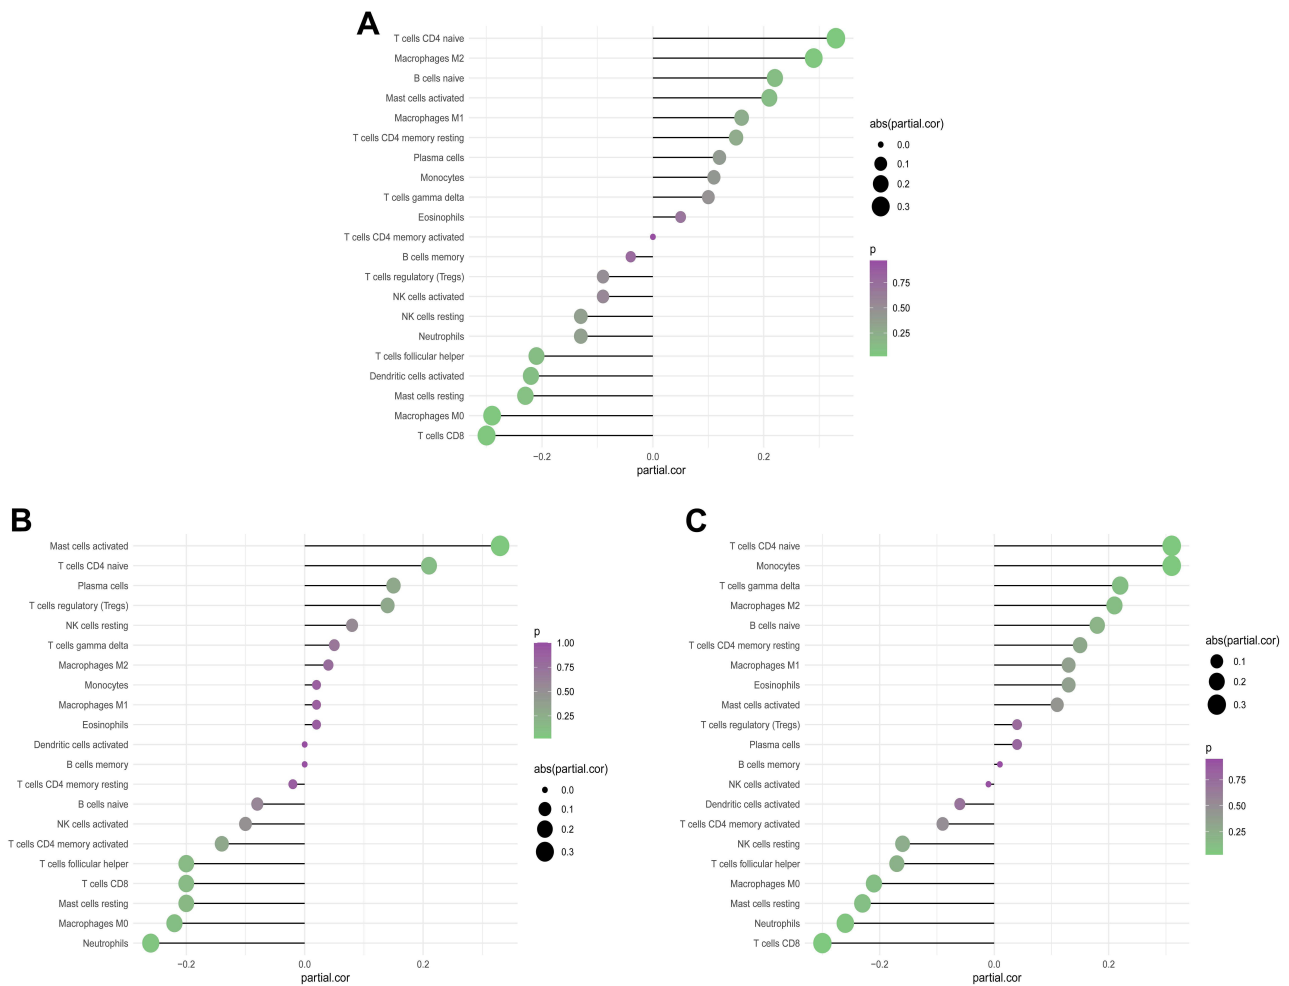 A
T cells CD4 naive
Macrophages M2
B cells naive
Mast cells activated
Macrophages M1
T cells CD4 memory resting
Plasma cells
Monocytes
T cells gamma delta
Eosinophils
T cells CD4 memory activated
B cells memory
T cells regulatory (Tregs)
NK cells activated
NK cells resting
Neutrophils
T cells follicular helper
Dendritic cells activated
Mast cells resting
Macrophages M0
T cells CD8
−0.2 0.0 0.2
partial.cor
abs(partial.cor)
0.0
0.1
0.2
0.3
p
0.75
0.50
0.25
B
Mast cells activated
T cells CD4 naive
Plasma cells
T cells regulatory (Tregs)
NK cells resting
T cells gamma delta
Macrophages M2
Monocytes
Macrophages M1
Eosinophils
Dendritic cells activated
B cells memory
T cells CD4 memory resting
B cells naive
NK cells activated
T cells CD4 memory activated
T cells follicular helper
T cells CD8
Mast cells resting
Macrophages M0
Neutrophils
−0.2 0.0 0.2
partial.cor
p
1.00
0.75
0.50
0.25
abs(partial.cor)
0.0
0.1
0.2
0.3
C
T cells CD4 naive
Monocytes
T cells gamma delta
Macrophages M2
B cells naive
T cells CD4 memory resting
Macrophages M1
Eosinophils
Mast cells activated
T cells regulatory (Tregs)
Plasma cells
B cells memory
NK cells activated
Dendritic cells activated
T cells CD4 memory activated
NK cells resting
T cells follicular helper
Macrophages M0
Mast cells resting
Neutrophils
T cells CD8
−0.2 0.0 0.2
partial.cor
abs(partial.cor)
0.1
0.2
0.3
p
0.75
0.50
0.25